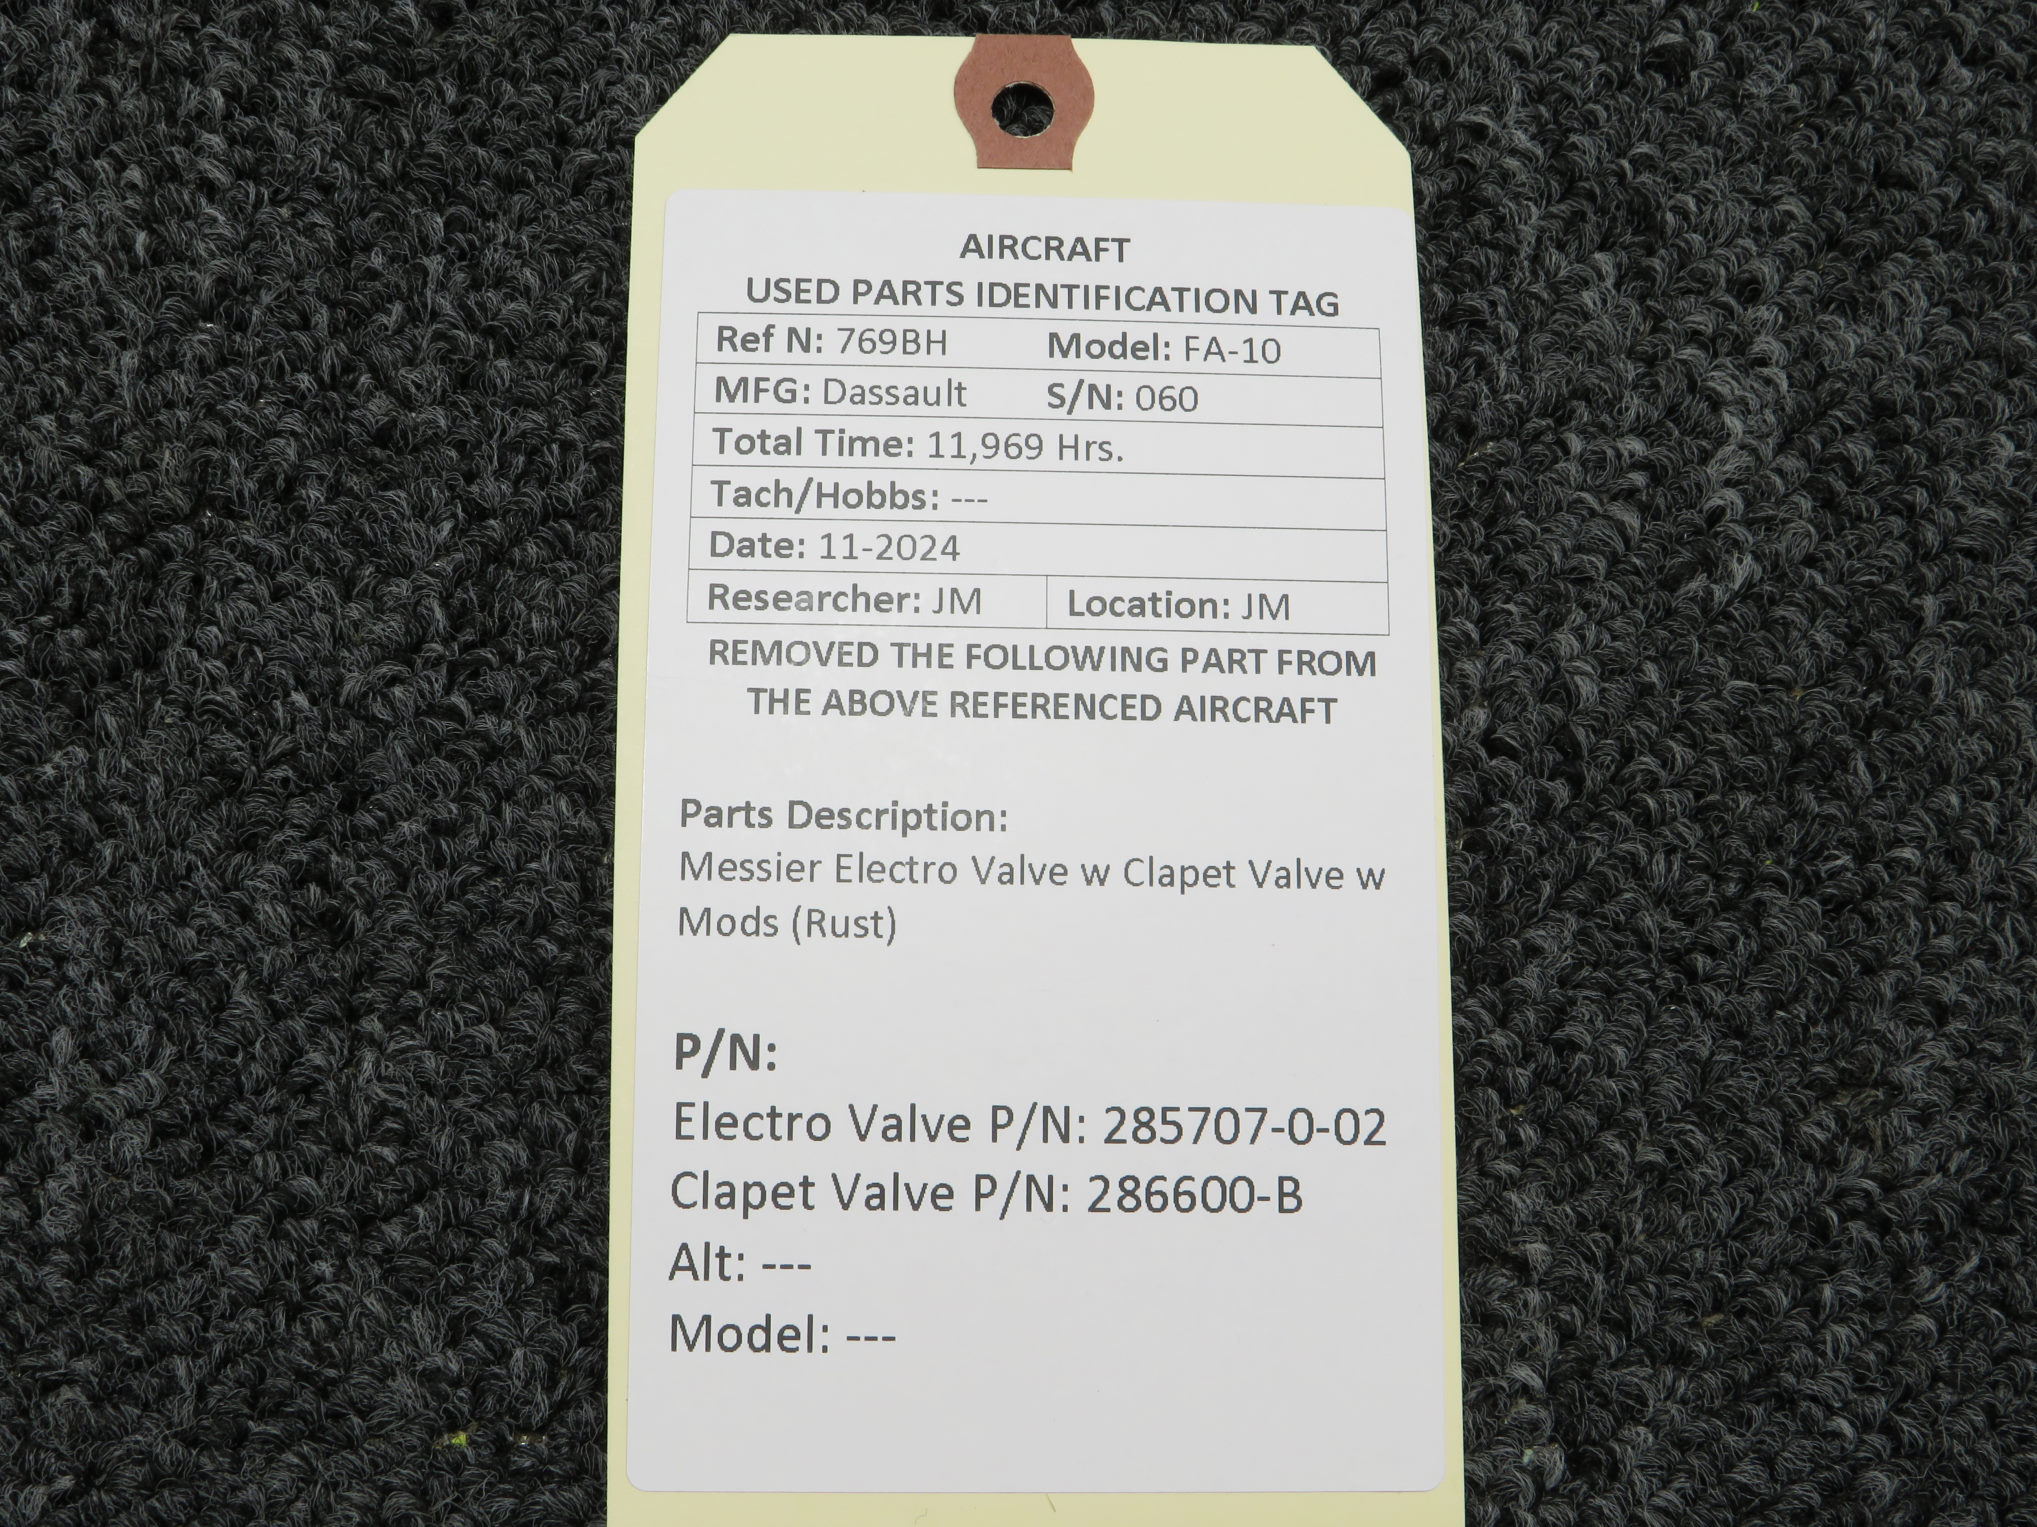 AIRCRAFT
USED PARTS IDENTIFICATION TAG
Ref N: 769BH Model: FA-10
MFG: Dassault S/N: 060
Total Time: 11,969 Hrs.
Tach/Hobbs: ---
Date: 11-2024
Researcher: JM Location: JM
REMOVED THE FOLLOWING PART FROM
THE ABOVE REFERENCED AIRCRAFT
Parts Description:
Messier Electro Valve w Clapet Valve w
Mods (Rust)
P/N:
Electro Valve P/N: 285707-0-02
Clapet Valve P/N: 286600-B
Alt: ---
Model: ---